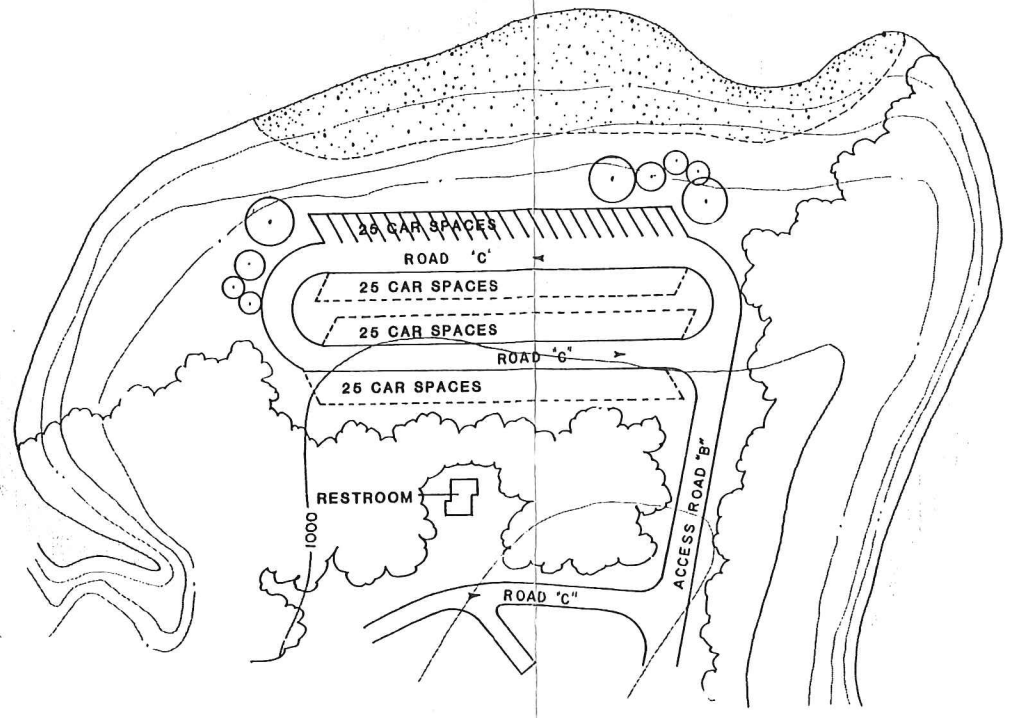 25 CAR SPACES
ROAD 'C'
25 CAR SPACES
25 CAR SPACES
ROAD "C"
25 CAR SPACES
RESTROOM
1000
ACCESS ROAD "B"
ROAD "C"